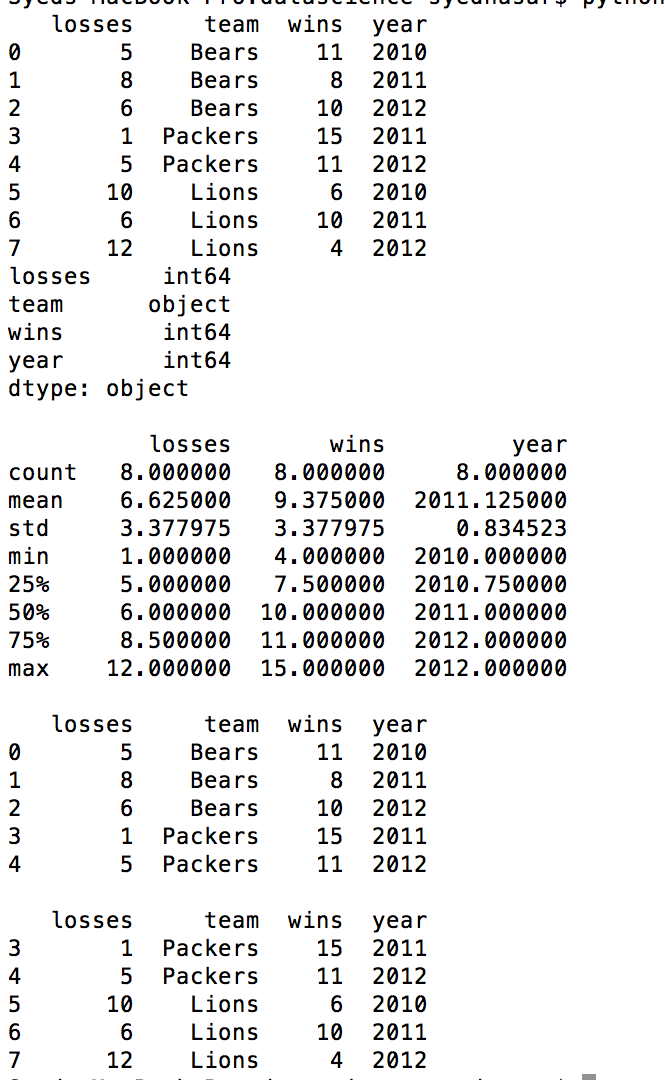 losses     team  wins  year
0       5    Bears    11  2010
1       8    Bears     8  2011
2       6    Bears    10  2012
3       1  Packers    15  2011
4       5  Packers    11  2012
5      10    Lions     6  2010
6       6    Lions    10  2011
7      12    Lions     4  2012
losses     int64
team      object
wins       int64
year       int64
dtype: object

          losses       wins         year
count   8.000000   8.000000     8.000000
mean    6.625000   9.375000  2011.125000
std     3.377975   3.377975     0.834523
min     1.000000   4.000000  2010.000000
25%     5.000000   7.500000  2010.750000
50%     6.000000  10.000000  2011.000000
75%     8.500000  11.000000  2012.000000
max    12.000000  15.000000  2012.000000

   losses     team  wins  year
0       5    Bears    11  2010
1       8    Bears     8  2011
2       6    Bears    10  2012
3       1  Packers    15  2011
4       5  Packers    11  2012

   losses     team  wins  year
3       1  Packers    15  2011
4       5  Packers    11  2012
5      10    Lions     6  2010
6       6    Lions    10  2011
7      12    Lions     4  2012